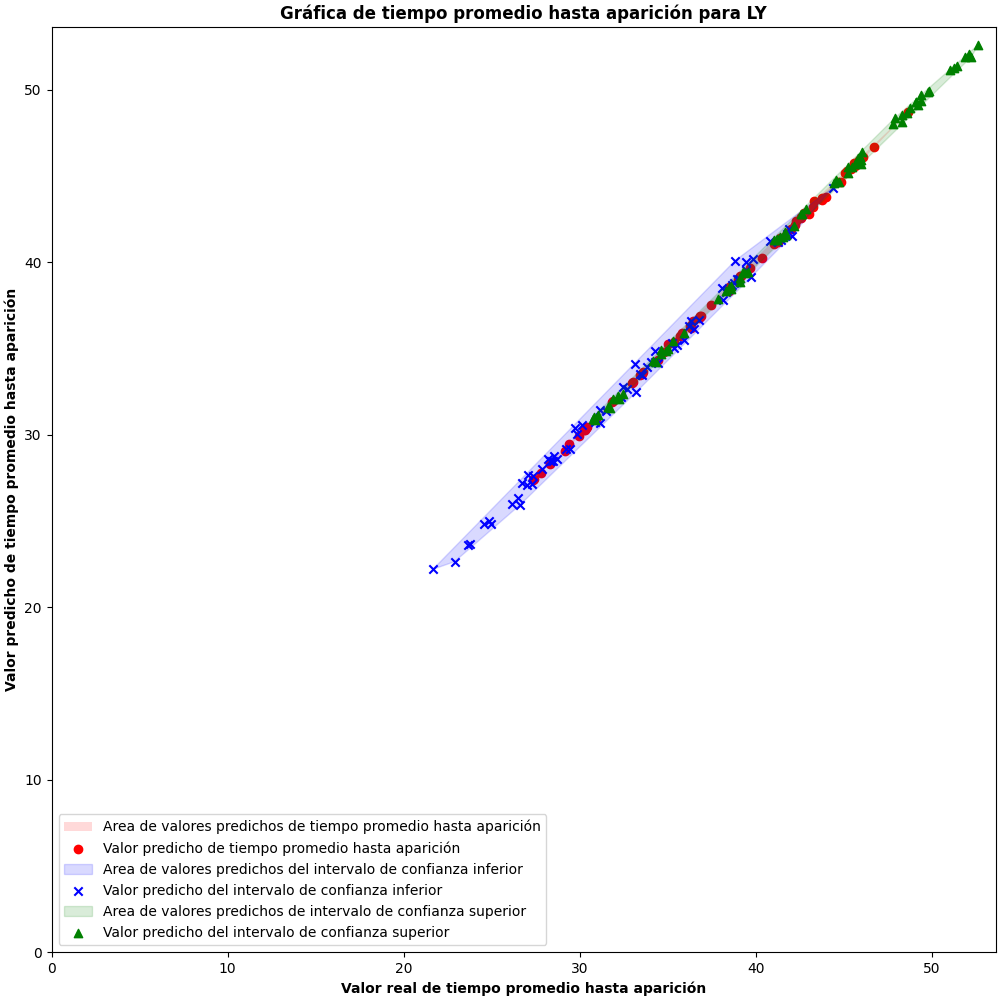 Gráfica de tiempo promedio hasta aparición para LY
Valor predicho de tiempo promedio hasta aparición
50
40
30
20
10
0
Area de valores predichos de tiempo promedio hasta aparición
Valor predicho de tiempo promedio hasta aparición
Area de valores predichos del intervalo de confianza inferior
Valor predicho del intervalo de confianza inferior
Area de valores predichos de intervalo de confianza superior
Valor predicho del intervalo de confianza superior
0 10 20 30 40 50
Valor real de tiempo promedio hasta aparición